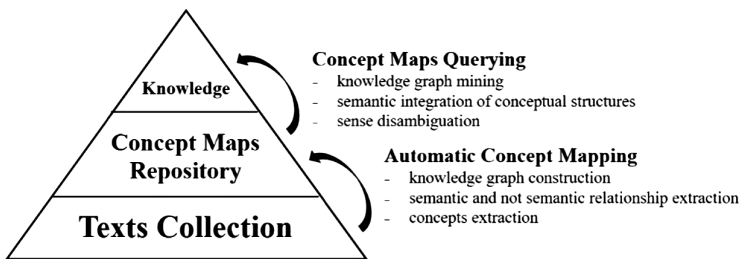 Knowledge
Concept Maps
Repository
Texts Collection
Concept Maps Querying
- knowledge graph mining
- semantic integration of conceptual structures
- sense disambiguation
Automatic Concept Mapping
- knowledge graph construction
- semantic and not semantic relationship extraction
- concepts extraction